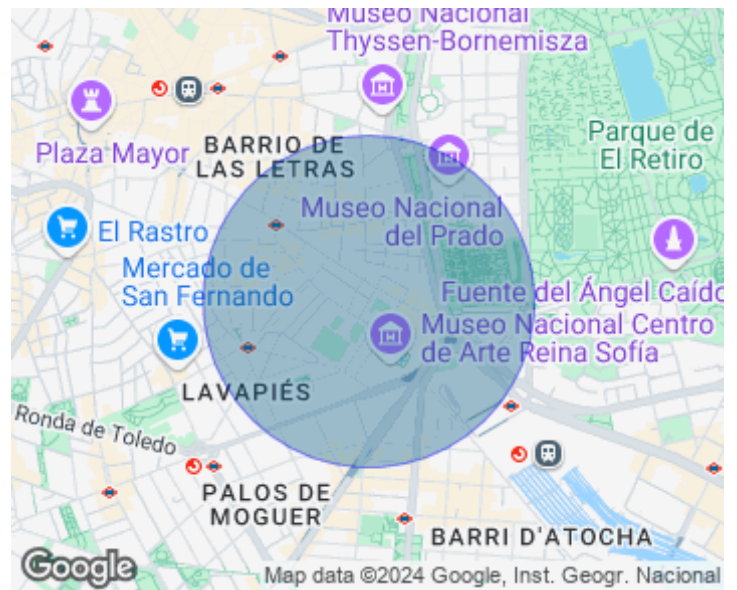 Museo Nacional
Thyssen-Bornemisza
Parque de
El Retiro
Plaza Mayor
BARRIO DE
LAS LETRAS
Museo Nacional
del Prado
El Rastro
Mercado de
San Fernando
Fuente del Ángel Caído
Museo Nacional Centro
de Arte Reina Sofía
LAVAPIÉS
Ronda de Toledo
PALOS DE
MOGUER
BARRI D'ATOCHA
Google
Map data ©2024 Google, Inst. Geogr. Nacional